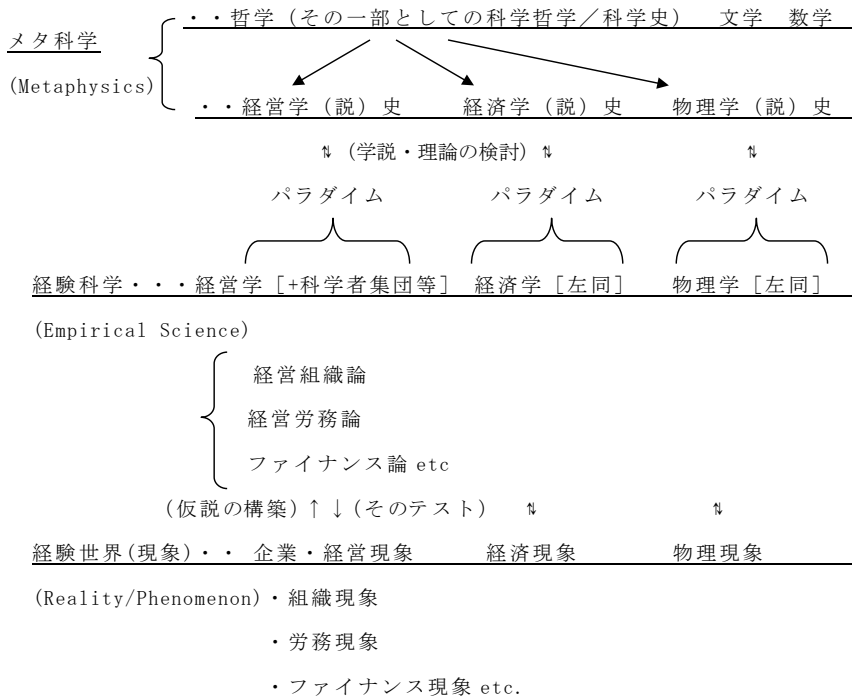 ・・哲学（その一部としての科学哲学／科学史）　文学　数学
メタ科学
(Metaphysics)
・・経営学（説）史　経済学（説）史　物理学（説）史
⇅（学説・理論の検討）⇅　⇅
パラダイム　パラダイム　パラダイム
経験科学・・・経営学［+科学者集団等］　経済学［左同］　物理学［左同］
(Empirical Science)
経営組織論
経営労務論
ファイナンス論 etc
(仮説の構築）↑↓(そのテスト）　⇅　⇅
経験世界(現象)・・ 企業・経営現象　経済現象　物理現象
(Reality/Phenomenon)・組織現象
・労務現象
・ファイナンス現象 etc.